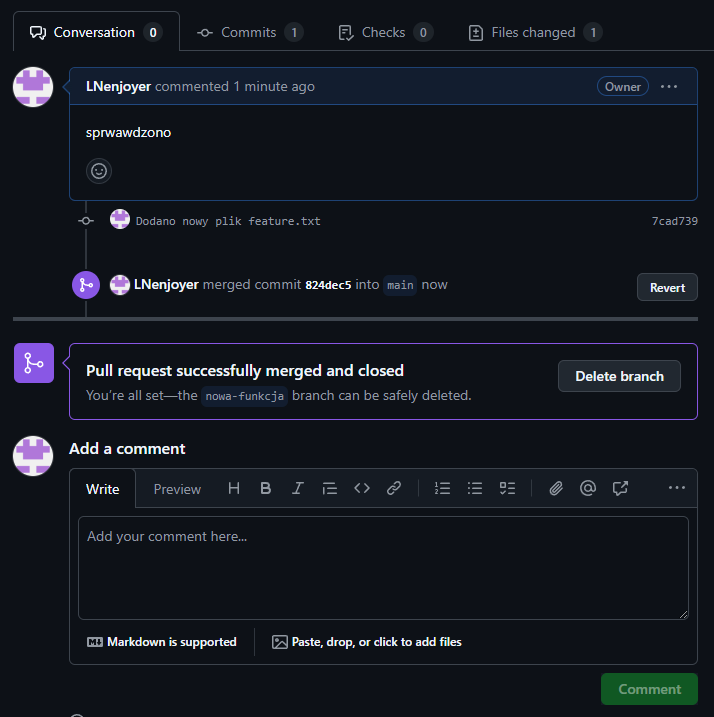 Conversation 0 Commits 1 Checks 0 Files changed 1
LNenjoyer commented 1 minute ago Owner
sprwawdzono
Dodano nowy plik feature.txt 7cad739
LNenjoyer merged commit 824dec5 into main now Revert
Pull request successfully merged and closed
You're all set—the nowa-funkcja branch can be safely deleted.
Delete branch
Add a comment
Write Preview
Add your comment here...
Markdown is supported Paste, drop, or click to add files
Comment